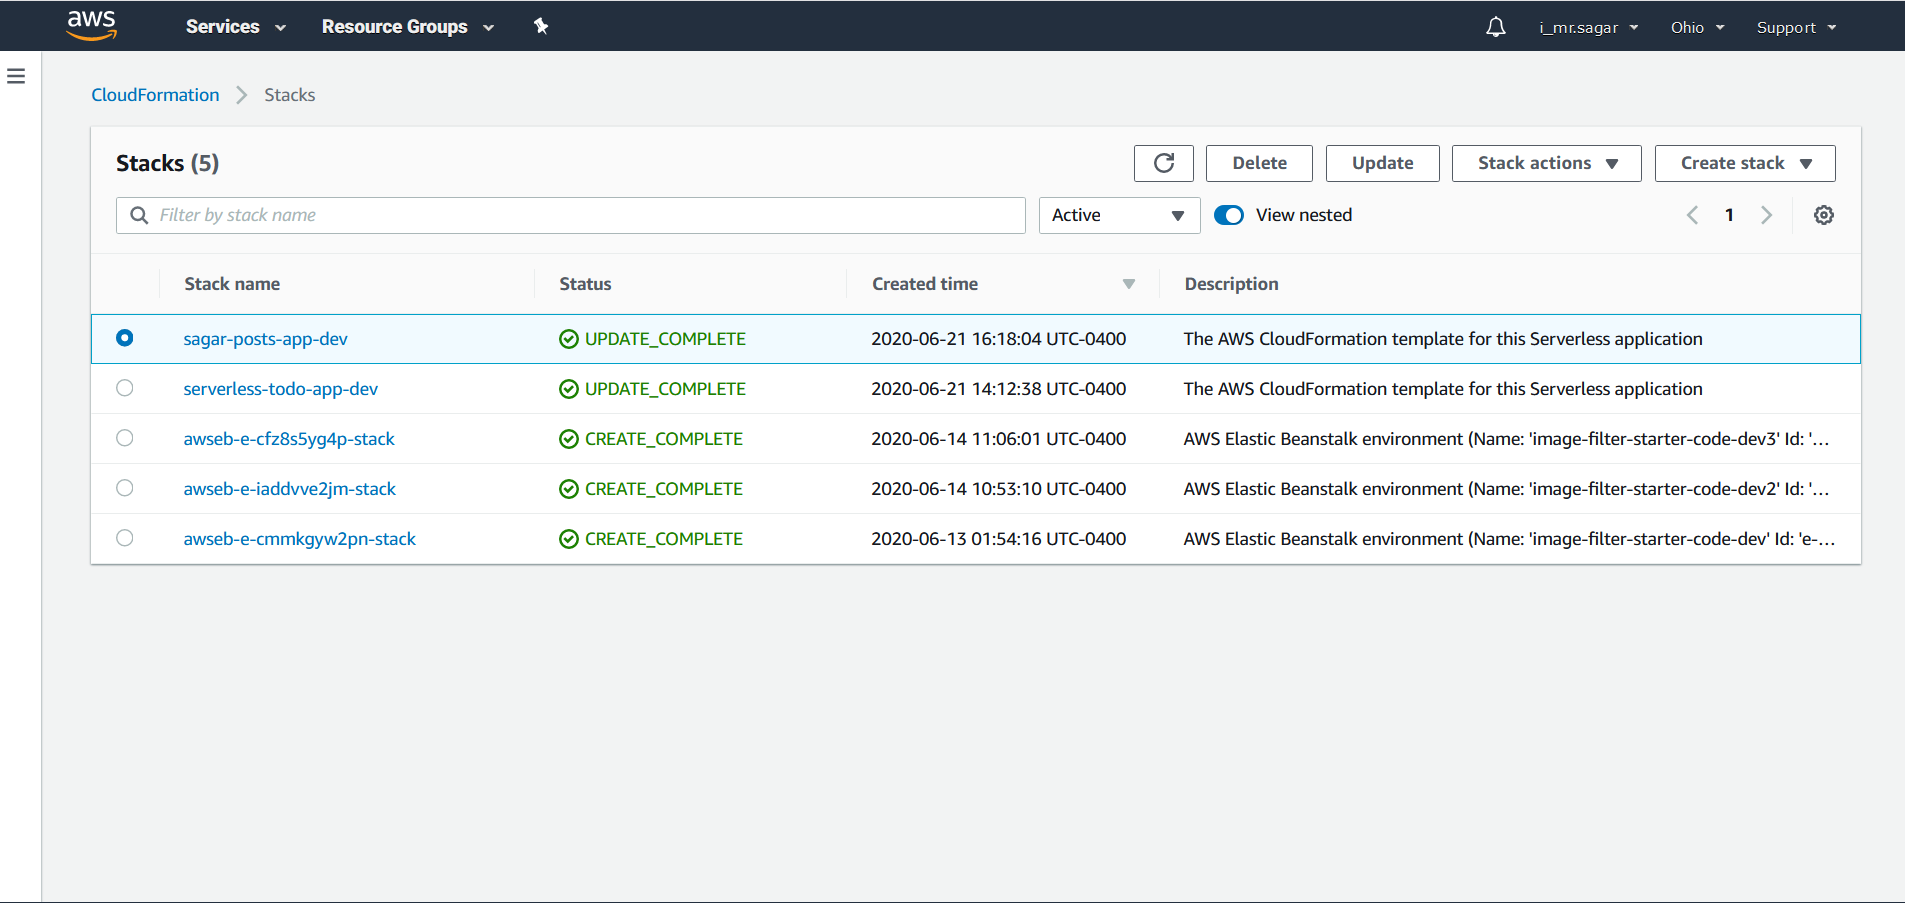 aws Services Resource Groups i_mr.sagar Ohio Support
CloudFormation Stacks
Stacks (5) Delete Update Stack actions Create stack
Filter by stack name Active View nested 1
Stack name Status Created time Description
sagar-posts-app-dev UPDATE_COMPLETE 2020-06-21 16:18:04 UTC-0400 The AWS CloudFormation template for this Serverless application
serverless-todo-app-dev UPDATE_COMPLETE 2020-06-21 14:12:38 UTC-0400 The AWS CloudFormation template for this Serverless application
awseb-e-cfz8s5yg4p-stack CREATE_COMPLETE 2020-06-14 11:06:01 UTC-0400 AWS Elastic Beanstalk environment (Name: 'image-filter-starter-code-dev3' Id: '...
awseb-e-iaddvve2jm-stack CREATE_COMPLETE 2020-06-14 10:53:10 UTC-0400 AWS Elastic Beanstalk environment (Name: 'image-filter-starter-code-dev2' Id: '...
awseb-e-cmmkgyw2pn-stack CREATE_COMPLETE 2020-06-13 01:54:16 UTC-0400 AWS Elastic Beanstalk environment (Name: 'image-filter-starter-code-dev' Id: 'e-...